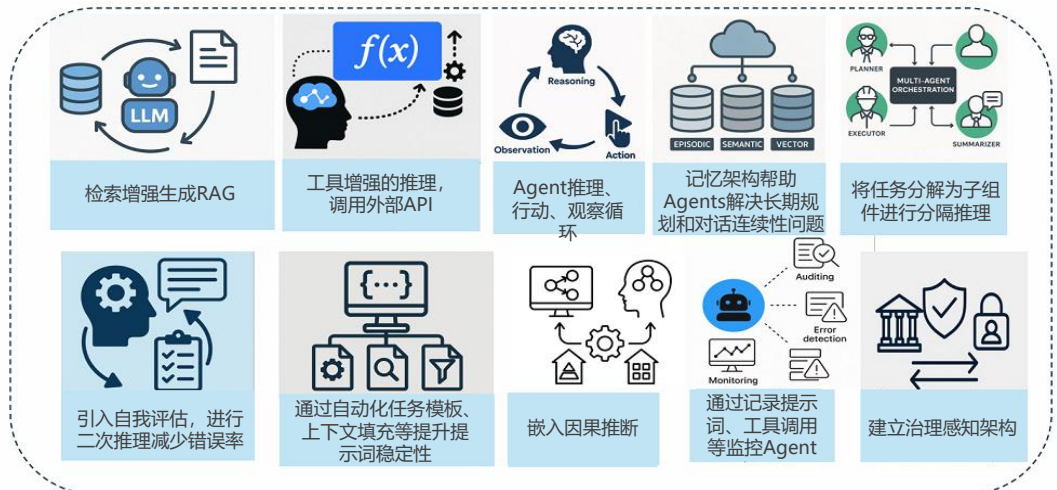 LLM
f(x)
Reasoning
Observation
Action
EPISODIC
SEMANTIC
VECTOR
PLANNER
MULTI-AGENT
ORCHESTRATION
EXECUTOR
SUMMARIZER
检索增强生成RAG
工具增强的推理，
调用外部API
Agent推理、
行动、观察循
环
记忆架构帮助
Agents解决长期规
划和对话连续性问题
将任务分解为子组
件进行分隔推理
{...}
Auditing
Error
detection
Monitoring
引入自我评估，进行
二次推理减少错误率
通过自动化任务模板、
上下文填充等提升提
示词稳定性
嵌入因果推断
通过记录提示
词、工具调用
等监控Agent
建立治理感知架构